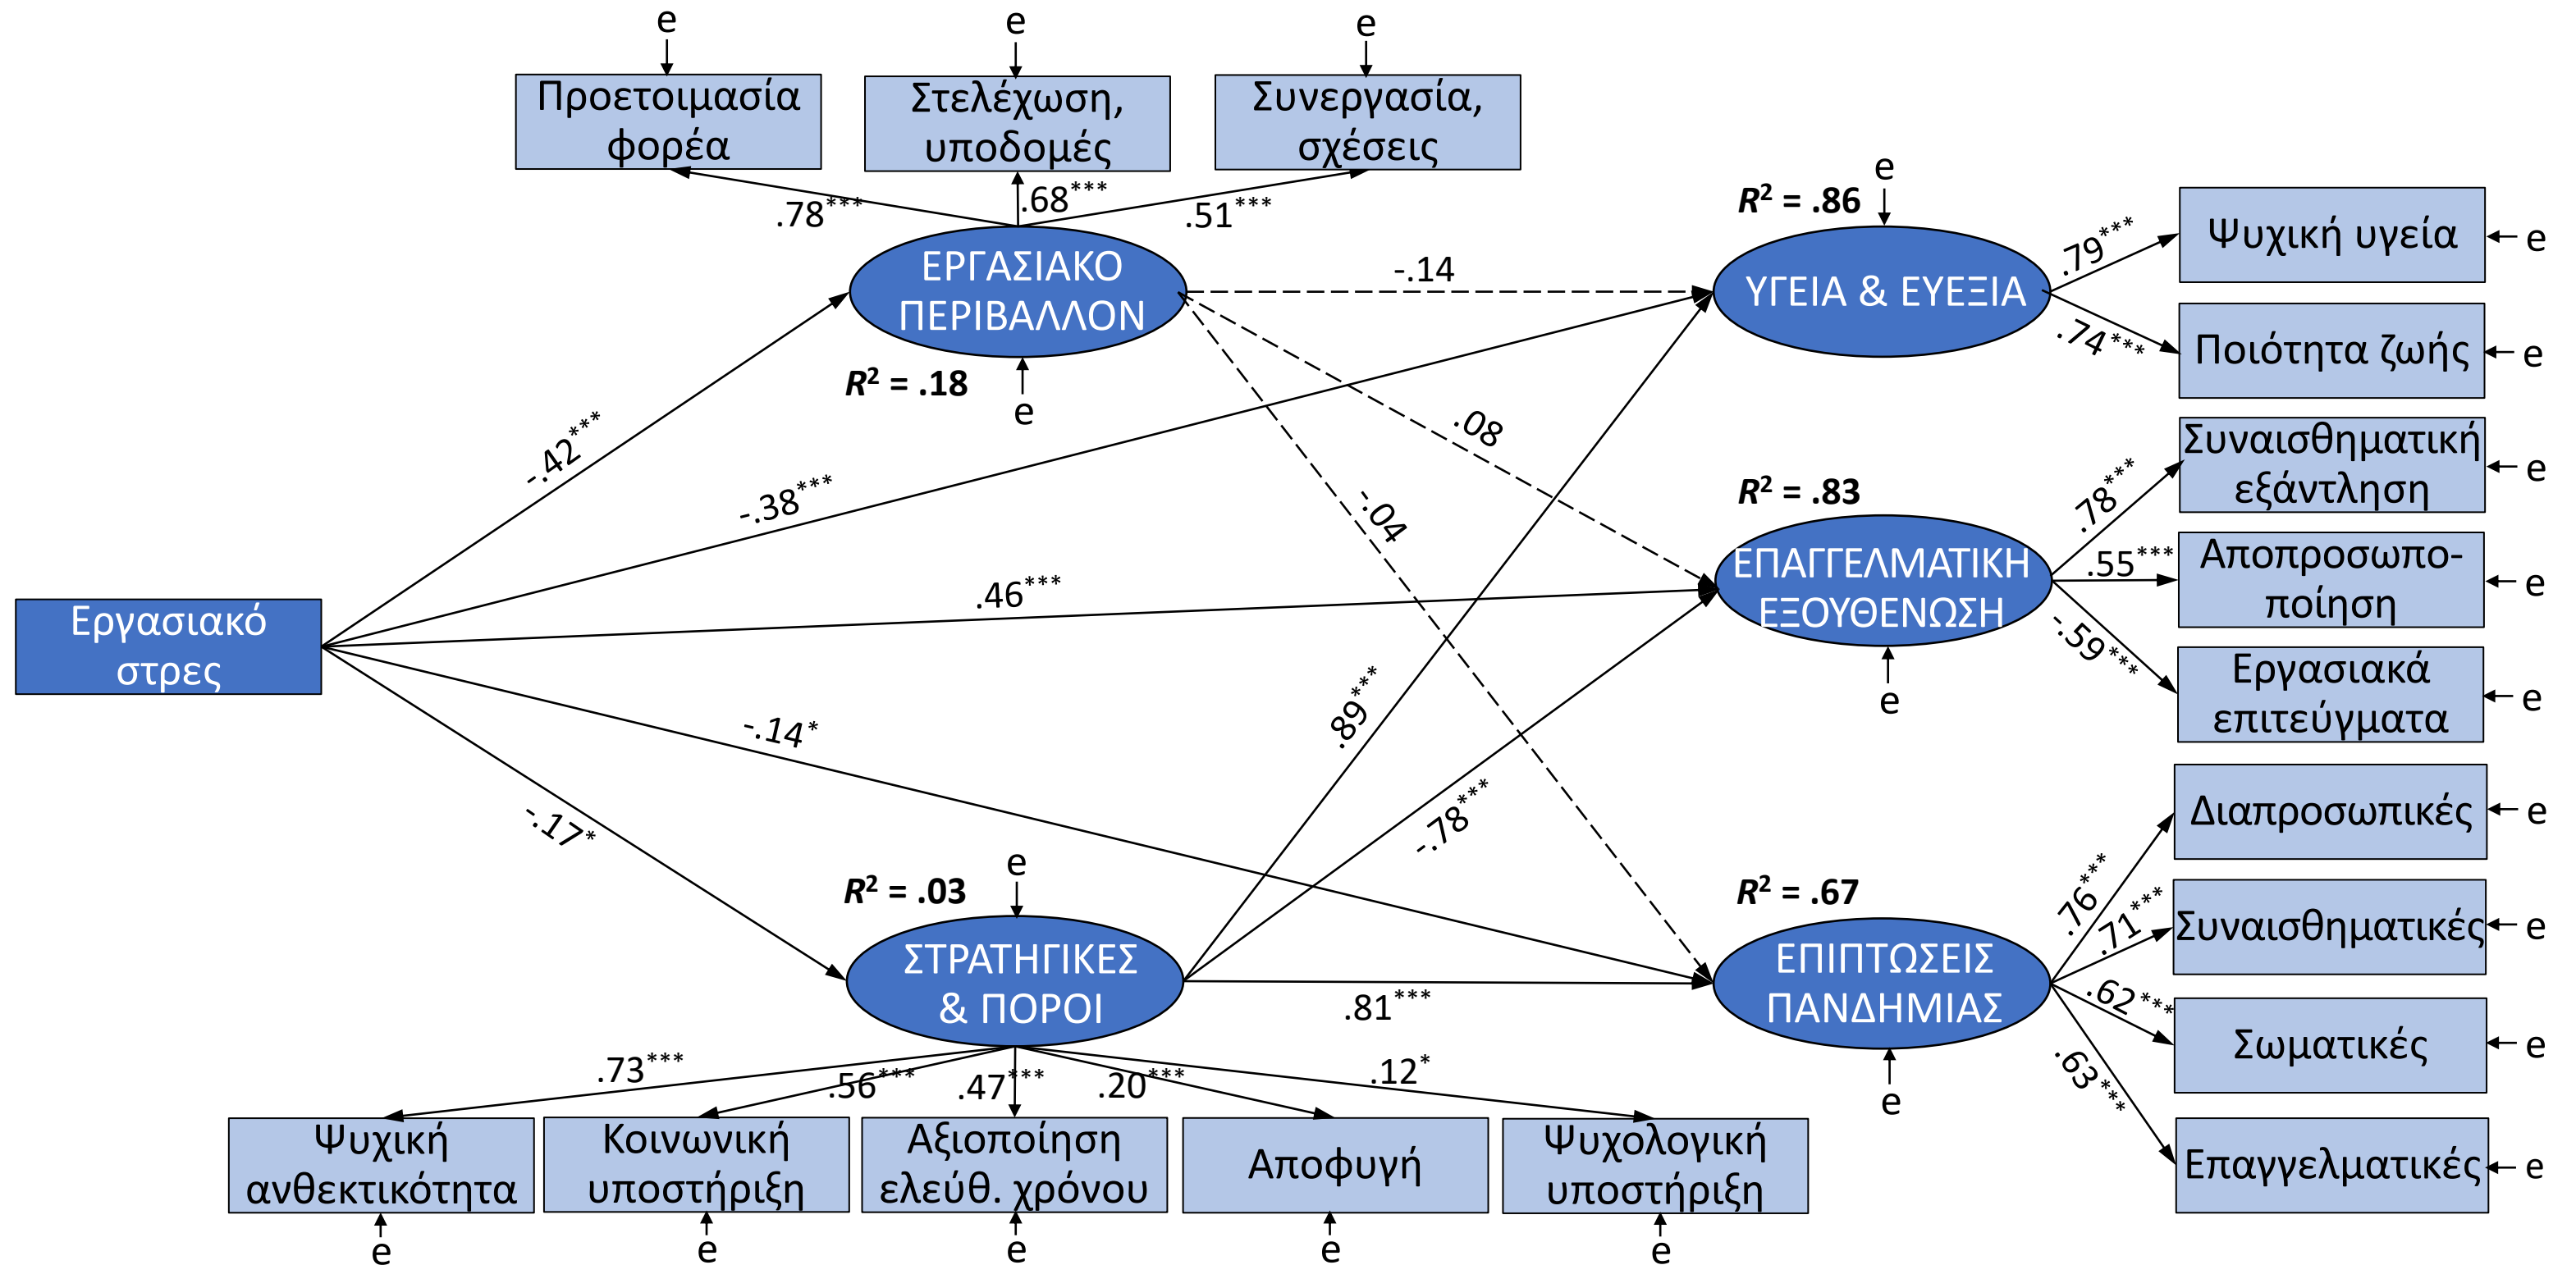 e
e
e
Προετοιμασία
φορέα
Στελέχωση,
υποδομές
Συνεργασία,
σχέσεις
.78***
.68***
.51***
ΕΡΓΑΣΙΑΚΟ
ΠΕΡΙΒΑΛΛΟΝ
R² = .18
e
-.14
.08
-.04
e
R² = .86
ΥΓΕΙΑ & ΕΥΕΞΙΑ
.79***
.74***
Ψυχική υγεία
e
Ποιότητα ζωής
e
-.42***
-.38***
.46***
-.14*
-.17*
Εργασιακό
στρες
R² = .83
ΕΠΑΓΓΕΛΜΑΤΙΚΗ
ΕΞΟΥΘΕΝΩΣΗ
e
.78***
.55***
-.59***
Συναισθηματική
εξάντληση
e
Αποπροσωπο-
ποίηση
e
Εργασιακά
επιτεύγματα
e
.89***
-.78***
.81***
e
R² = .03
ΣΤΡΑΤΗΓΙΚΕΣ
& ΠΟΡΟΙ
R² = .67
ΕΠΙΠΤΩΣΕΙΣ
ΠΑΝΔΗΜΙΑΣ
e
.76***
.71***
.62***
.63***
Διαπροσωπικές
e
Συναισθηματικές
e
Σωματικές
e
Επαγγελματικές
e
.73***
.56***
.47***
.20***
.12*
Ψυχική
ανθεκτικότητα
Κοινωνική
υποστήριξη
Αξιοποίηση
ελεύθ. χρόνου
Αποφυγή
Ψυχολογική
υποστήριξη
e
e
e
e
e